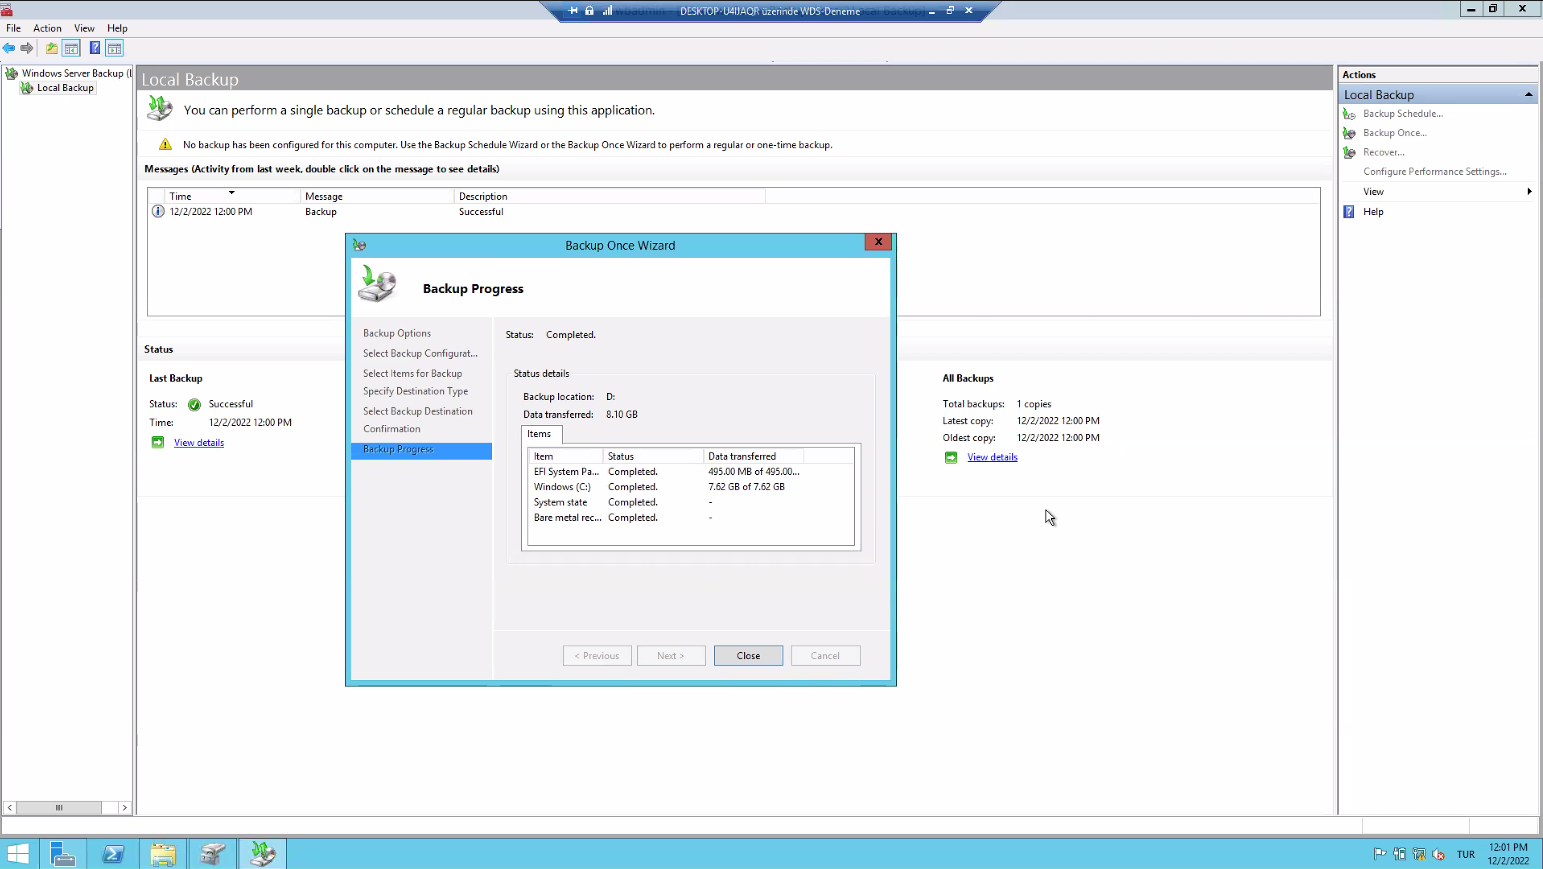 DESKTOP-U4IJAQR üzerinde WDS-Deneme
File Action View Help
Windows Server Backup (L
Local Backup
Local Backup
You can perform a single backup or schedule a regular backup using this application.
No backup has been configured for this computer. Use the Backup Schedule Wizard or the Backup Once Wizard to perform a regular or one-time backup.
Messages (Activity from last week, double click on the message to see details)
Time Message Description
12/2/2022 12:00 PM Backup Successful
Status
Last Backup
Status: Successful
Time: 12/2/2022 12:00 PM
View details
Backup Once Wizard
Backup Progress
Backup Options
Select Backup Configurat...
Select Items for Backup
Specify Destination Type
Select Backup Destination
Confirmation
Backup Progress
Status: Completed.
Status details
Backup location: D:
Data transferred: 8.10 GB
Items
Item Status Data transferred
EFI System Pa... Completed. 495.00 MB of 495.00...
Windows (C:) Completed. 7.62 GB of 7.62 GB
System state Completed. -
Bare metal rec... Completed. -
< Previous Next > Close Cancel
All Backups
Total backups: 1 copies
Latest copy: 12/2/2022 12:00 PM
Oldest copy: 12/2/2022 12:00 PM
View details
Actions
Local Backup
Backup Schedule...
Backup Once...
Recover...
Configure Performance Settings...
View
Help
TUR
12:01 PM
12/2/2022